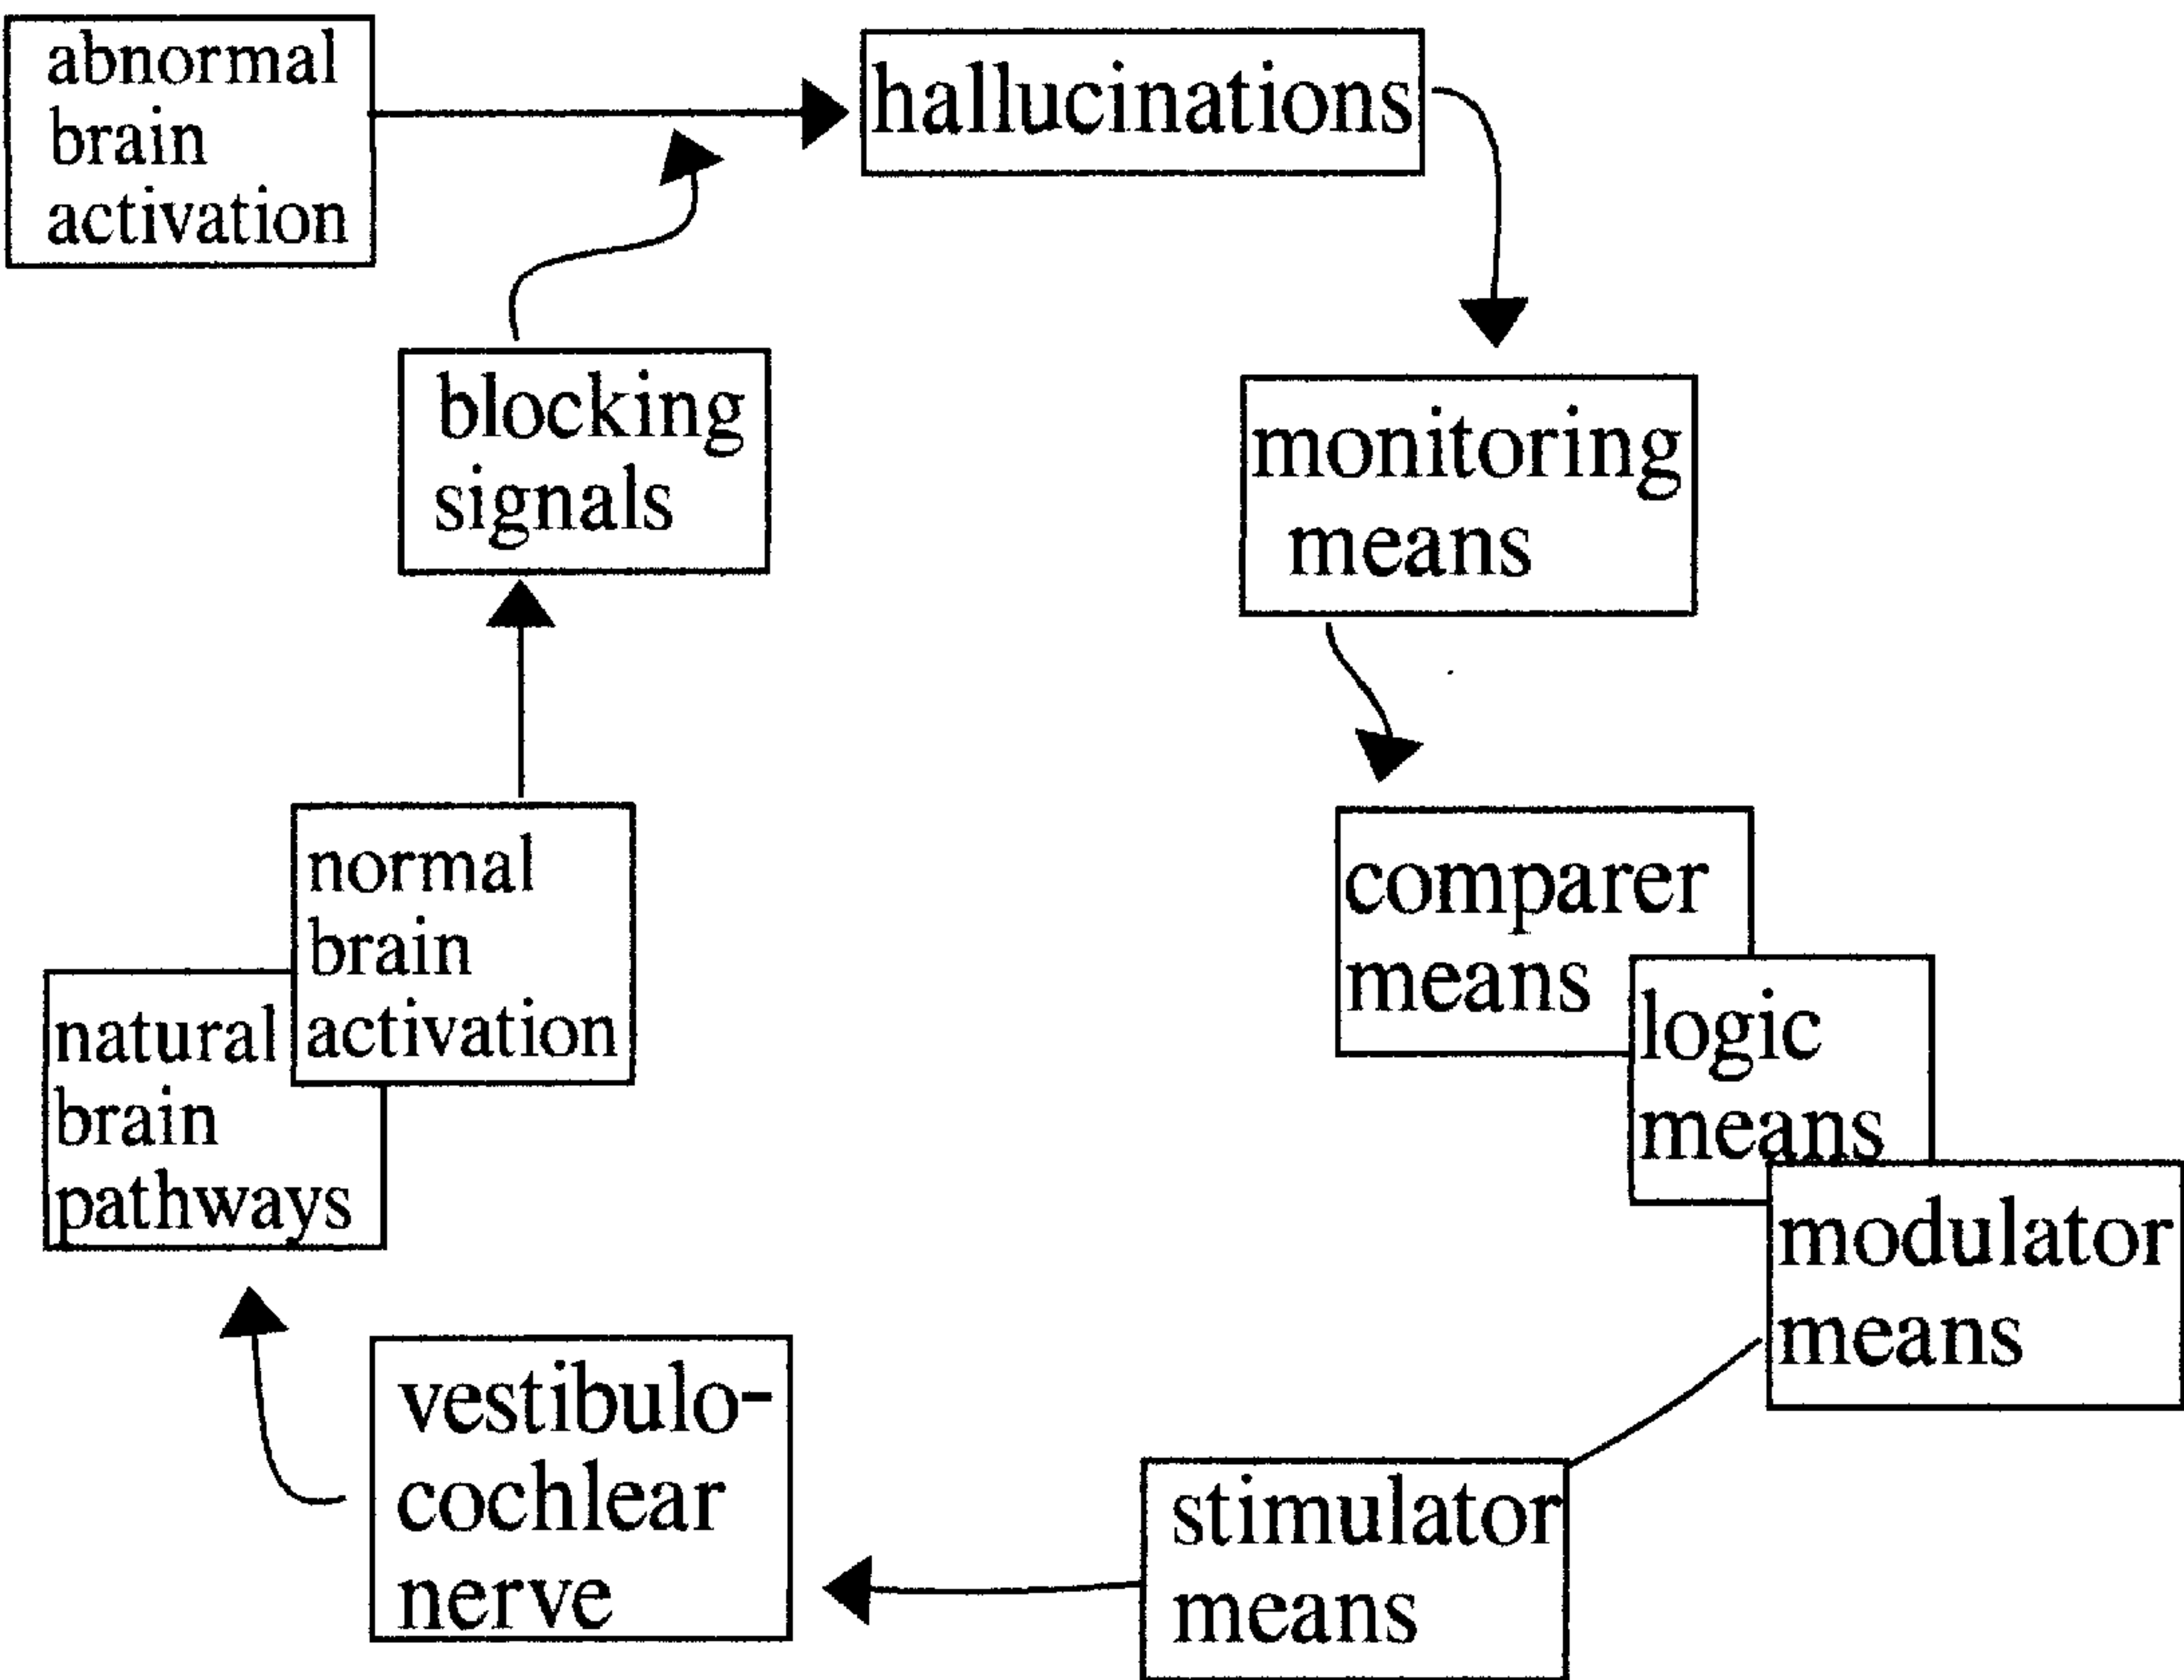 abnormal
brain
activation
hallucinations
blocking
signals
monitoring
means
normal
brain
activation
comparer
means
natural
brain
pathways
logic
means
modulator
means
vestibulo-
cochlear
nerve
stimulator
means